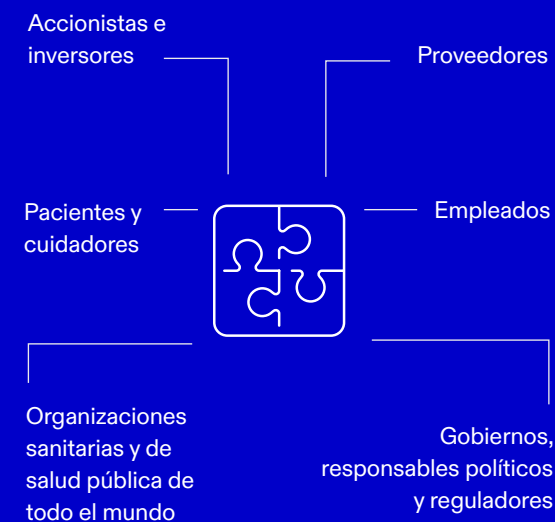 Accionistas e
inversores
Proveedores
Pacientes y
cuidadores
Empleados
Organizaciones
sanitarias y de
salud pública de
todo el mundo
Gobiernos,
responsables políticos
y reguladores